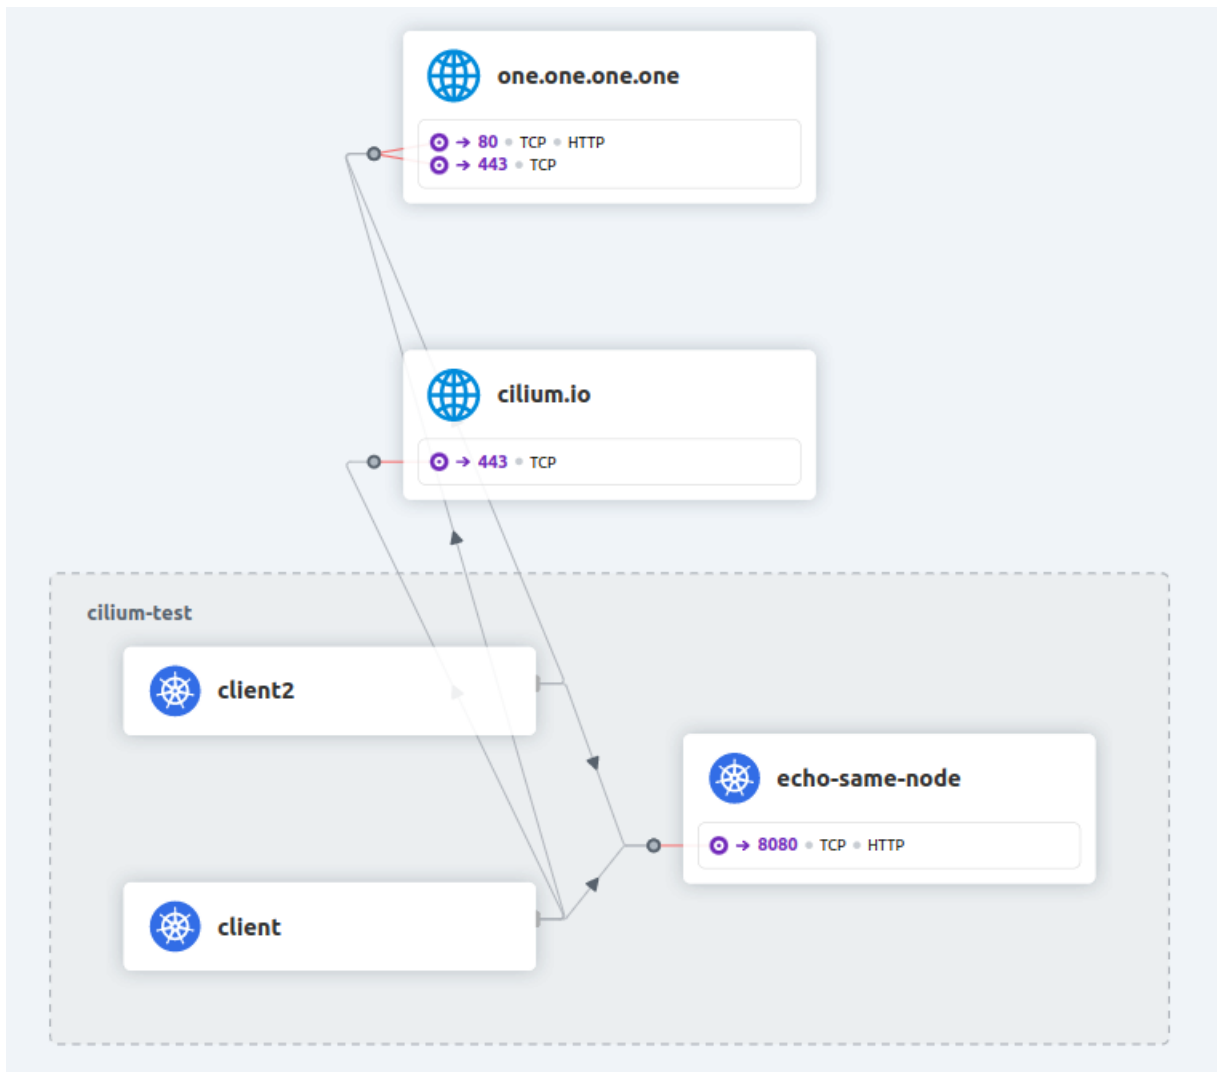 one.one.one.one
→ 80 • TCP • HTTP
→ 443 • TCP
cilium.io
→ 443 • TCP
cilium-test
client2
echo-same-node
→ 8080 • TCP • HTTP
client